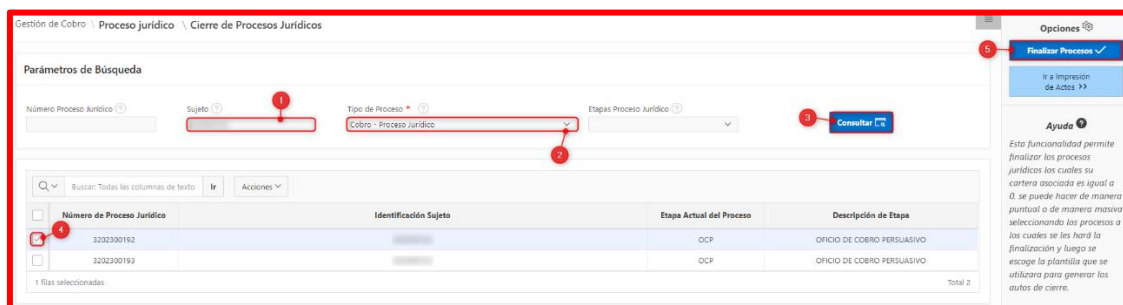 Gestión de Cobro \ Proceso jurídico \ Cierre de Procesos Jurídicos
Opciones
5
Finalizar Procesos
Ir a Impresión
de Actos >>
Parámetros de Búsqueda
Número Proceso Jurídico ?
Sujeto ?
1
Tipo de Proceso * ?
Etapas Proceso Jurídico ?
Cobro - Proceso Jurídico
2
3
Consultar
Ayuda ?
Esta funcionalidad permite
finalizar los procesos
jurídicos los cuales su
cartera asociada es igual a
0. se puede hacer de manera
puntual o de manera masiva
seleccionando los procesos a
los cuales se les hará la
finalización y luego se
escoge la plantilla que se
utilizara para generar los
autos de cierre.
Buscar: Todas las columnas de texto
Ir
Acciones
Número de Proceso Jurídico
Identificación Sujeto
Etapa Actual del Proceso
Descripción de Etapa
4
3202300192
OCP
OFICIO DE COBRO PERSUASIVO
3202300193
OCP
OFICIO DE COBRO PERSUASIVO
1 filas seleccionadas
Total 2